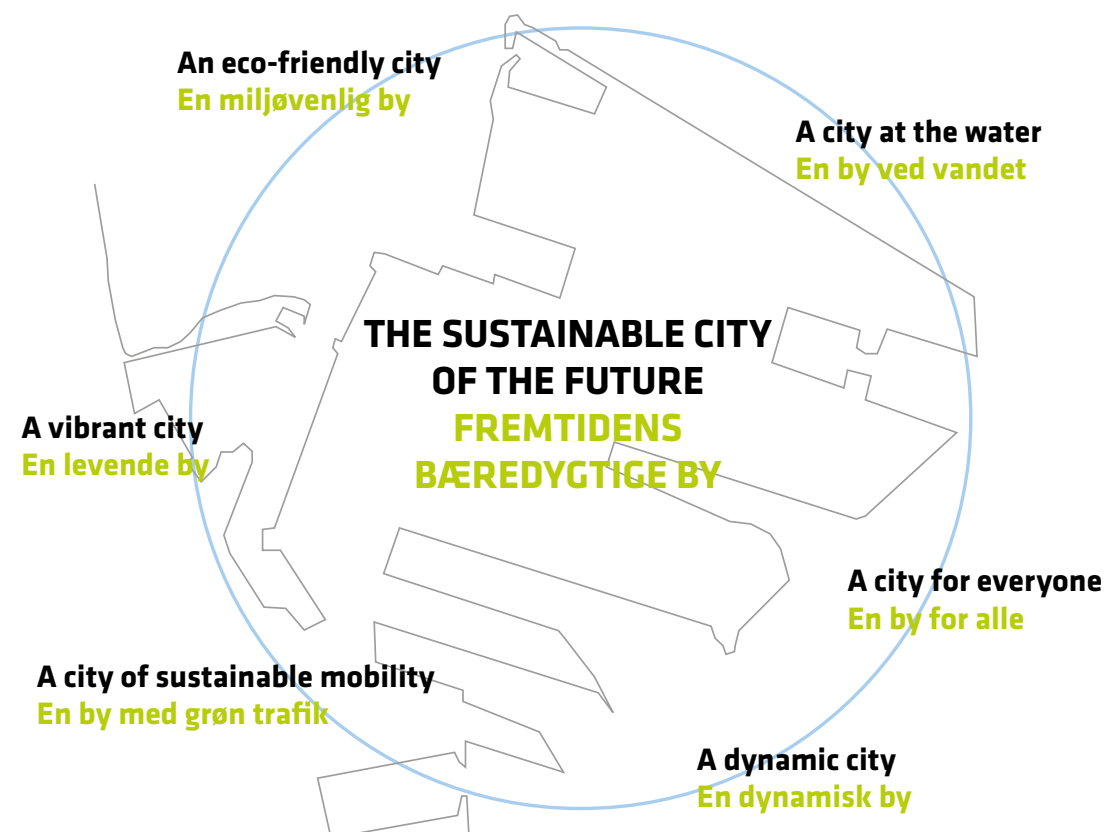 An eco-friendly city
En miljøvenlig by
A city at the water
En by ved vandet
THE SUSTAINABLE CITY
OF THE FUTURE
FREMTIDENS
BÆREDYGTIGE BY
A vibrant city
En levende by
A city for everyone
En by for alle
A city of sustainable mobility
En by med grøn trafik
A dynamic city
En dynamisk by